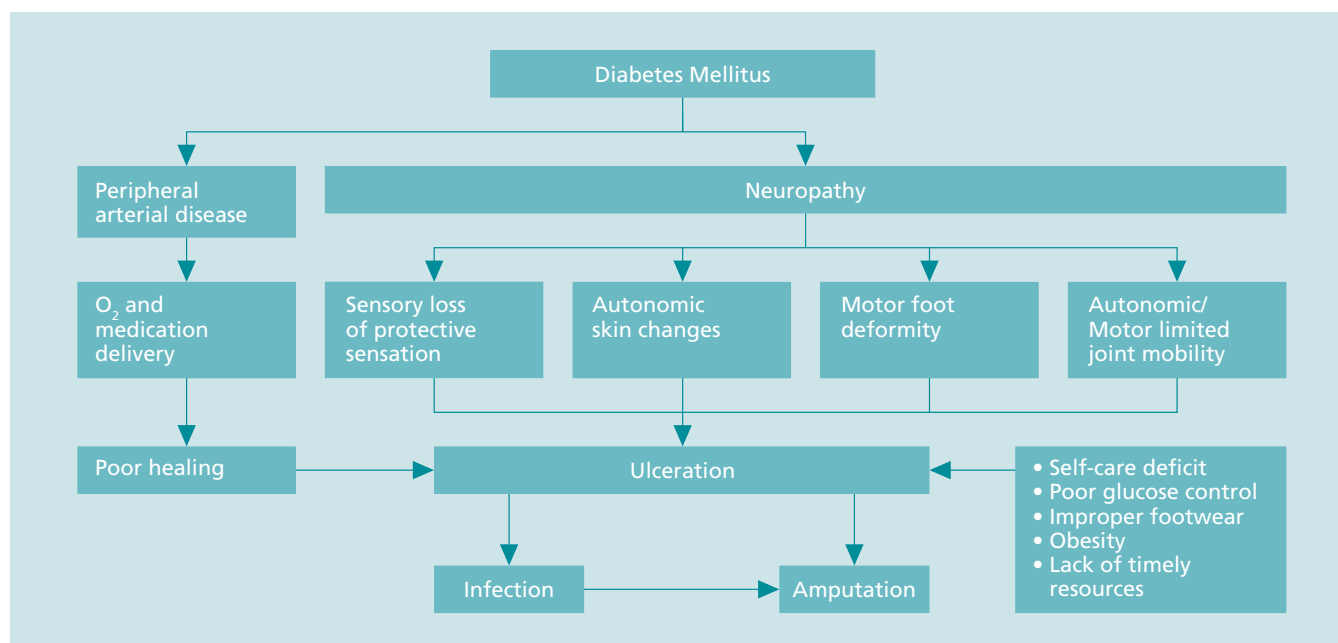 Diabetes Mellitus
Peripheral
arterial disease
Neuropathy
O₂ and
medication
delivery
Sensory loss
of protective
sensation
Autonomic
skin changes
Motor foot
deformity
Autonomic/
Motor limited
joint mobility
Poor healing
Ulceration
• Self-care deficit
• Poor glucose control
• Improper footwear
• Obesity
• Lack of timely
resources
Infection
Amputation